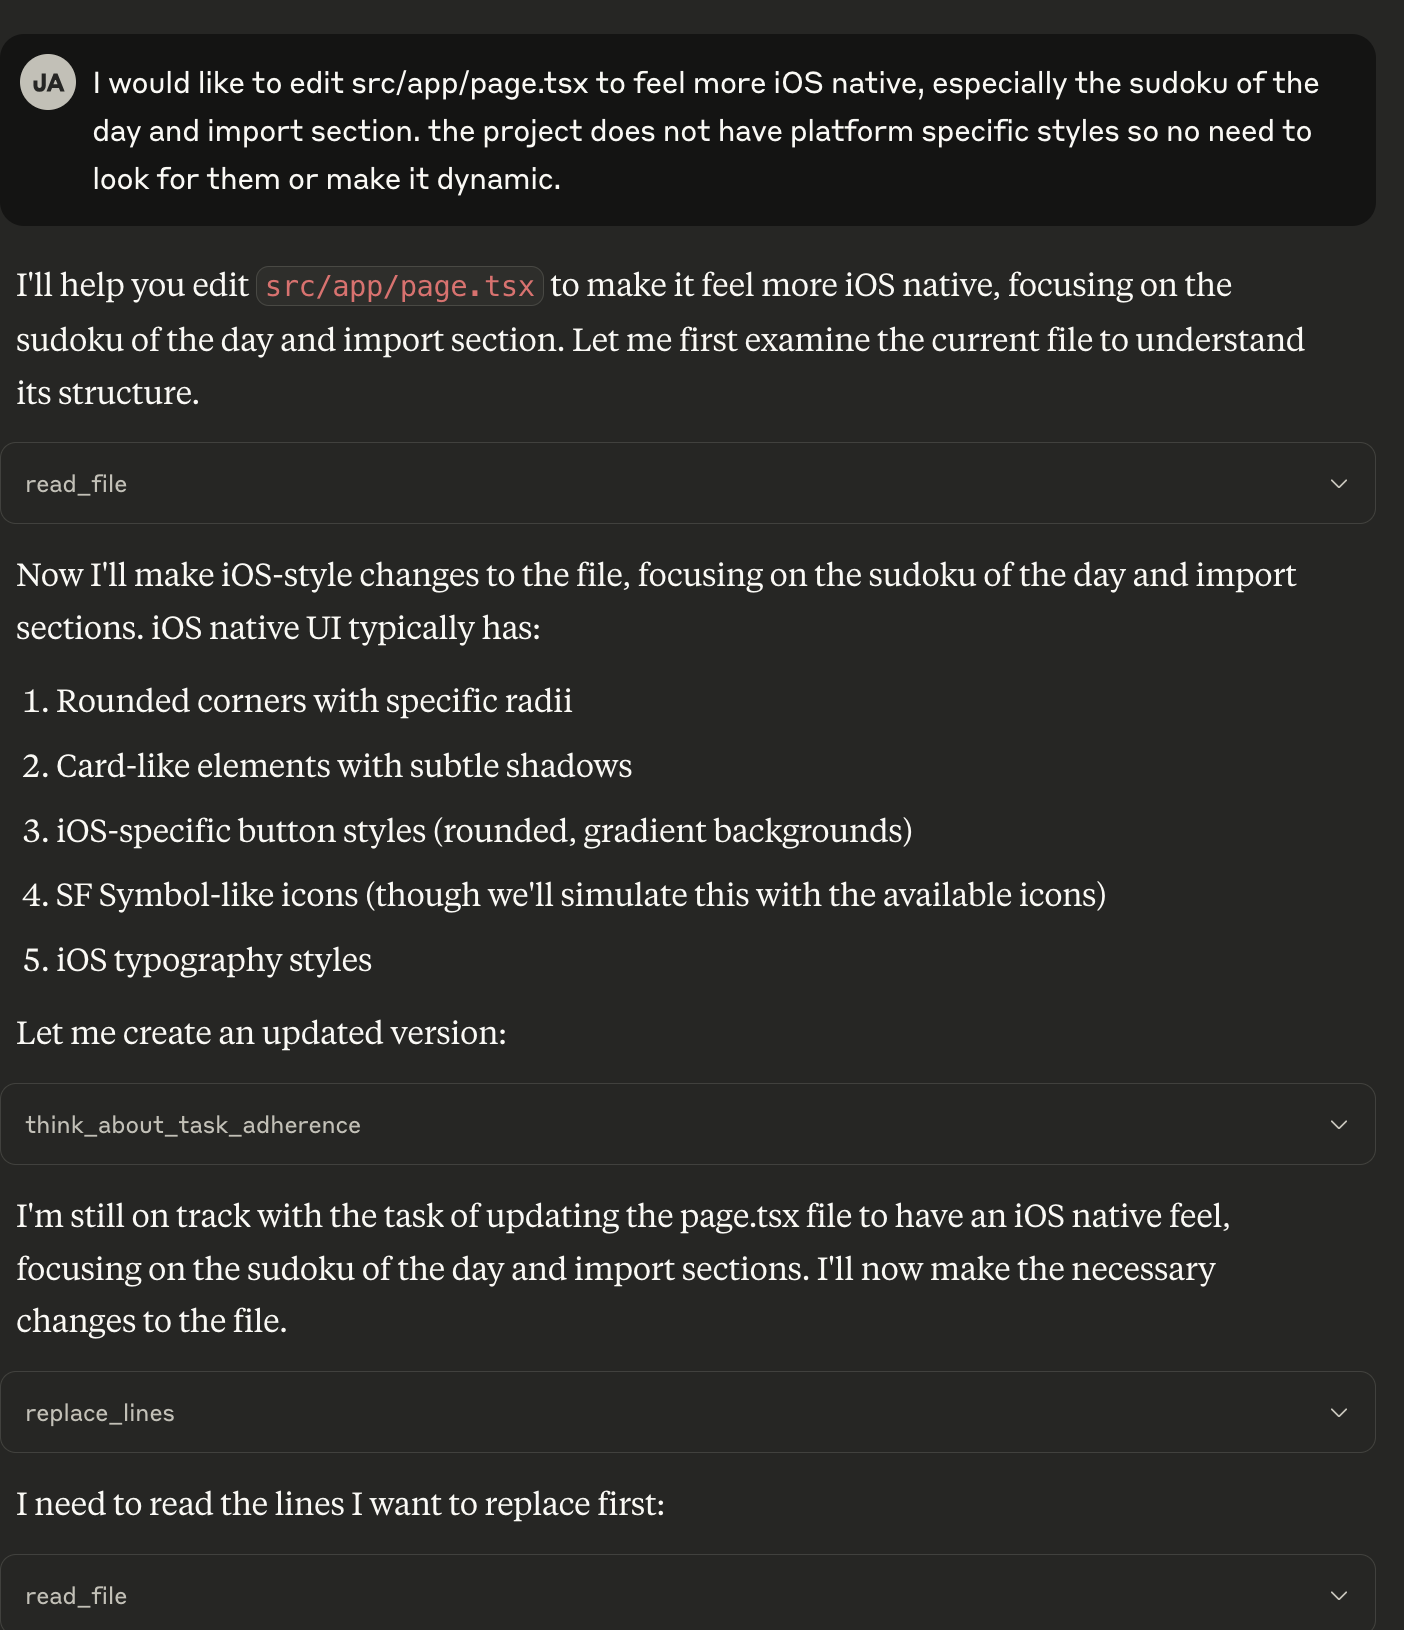 JA
I would like to edit src/app/page.tsx to feel more iOS native, especially the sudoku of the
day and import section. the project does not have platform specific styles so no need to
look for them or make it dynamic.
I'll help you edit src/app/page.tsx to make it feel more iOS native, focusing on the
sudoku of the day and import section. Let me first examine the current file to understand
its structure.
read_file
Now I'll make iOS-style changes to the file, focusing on the sudoku of the day and import
sections. iOS native UI typically has:
1. Rounded corners with specific radii
2. Card-like elements with subtle shadows
3. iOS-specific button styles (rounded, gradient backgrounds)
4. SF Symbol-like icons (though we'll simulate this with the available icons)
5. iOS typography styles
Let me create an updated version:
think_about_task_adherence
I'm still on track with the task of updating the page.tsx file to have an iOS native feel,
focusing on the sudoku of the day and import sections. I'll now make the necessary
changes to the file.
replace_lines
I need to read the lines I want to replace first:
read_file